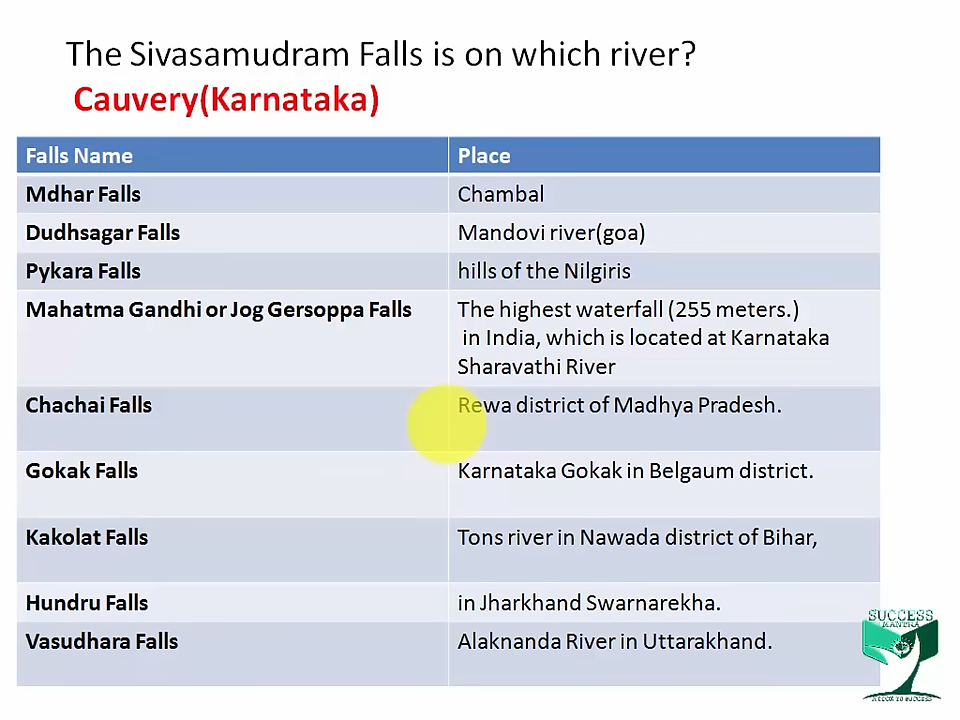 The Sivasamudram Falls is on which river?
Cauvery(Karnataka)
Falls Name
Place
Mdhar Falls
Chambal
Dudhsagar Falls
Mandovi river(goa)
Pykara Falls
hills of the Nilgiris
Mahatma Gandhi or Jog Gersoppa Falls
The highest waterfall (255 meters.)
in India, which is located at Karnataka
Sharavathi River
Chachai Falls
Rewa district of Madhya Pradesh.
Gokak Falls
Karnataka Gokak in Belgaum district.
Kakolat Falls
Tons river in Nawada district of Bihar,
Hundru Falls
in Jharkhand Swarnarekha.
Vasudhara Falls
Alaknanda River in Uttarakhand.
SUCCESS
MANTRA